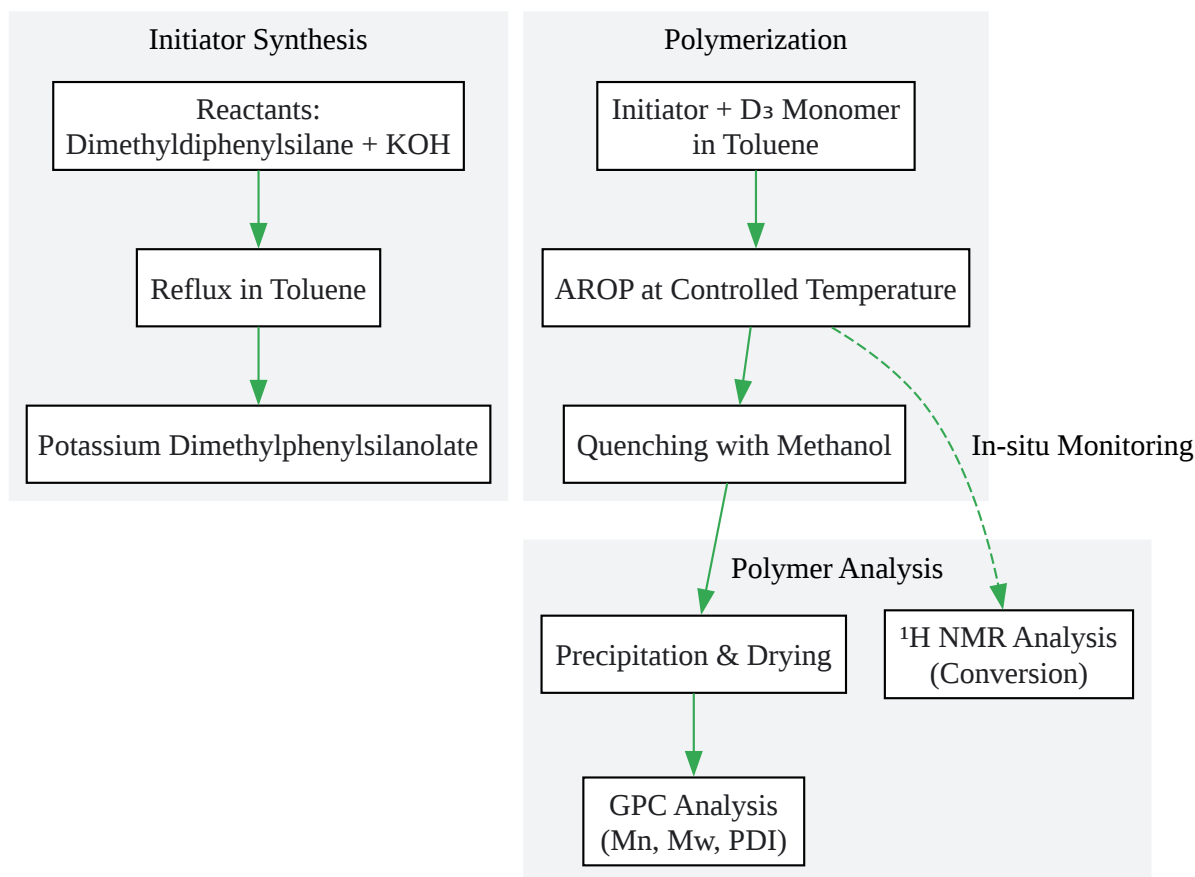 Initiator Synthesis
Reactants:
Dimethyldiphenylsilane + KOH
Reflux in Toluene
Potassium Dimethylphenylsilanolate
Polymerization
Initiator + D₃ Monomer
in Toluene
AROP at Controlled Temperature
Quenching with Methanol
In-situ Monitoring
Polymer Analysis
Precipitation & Drying
¹H NMR Analysis
(Conversion)
GPC Analysis
(Mn, Mw, PDI)